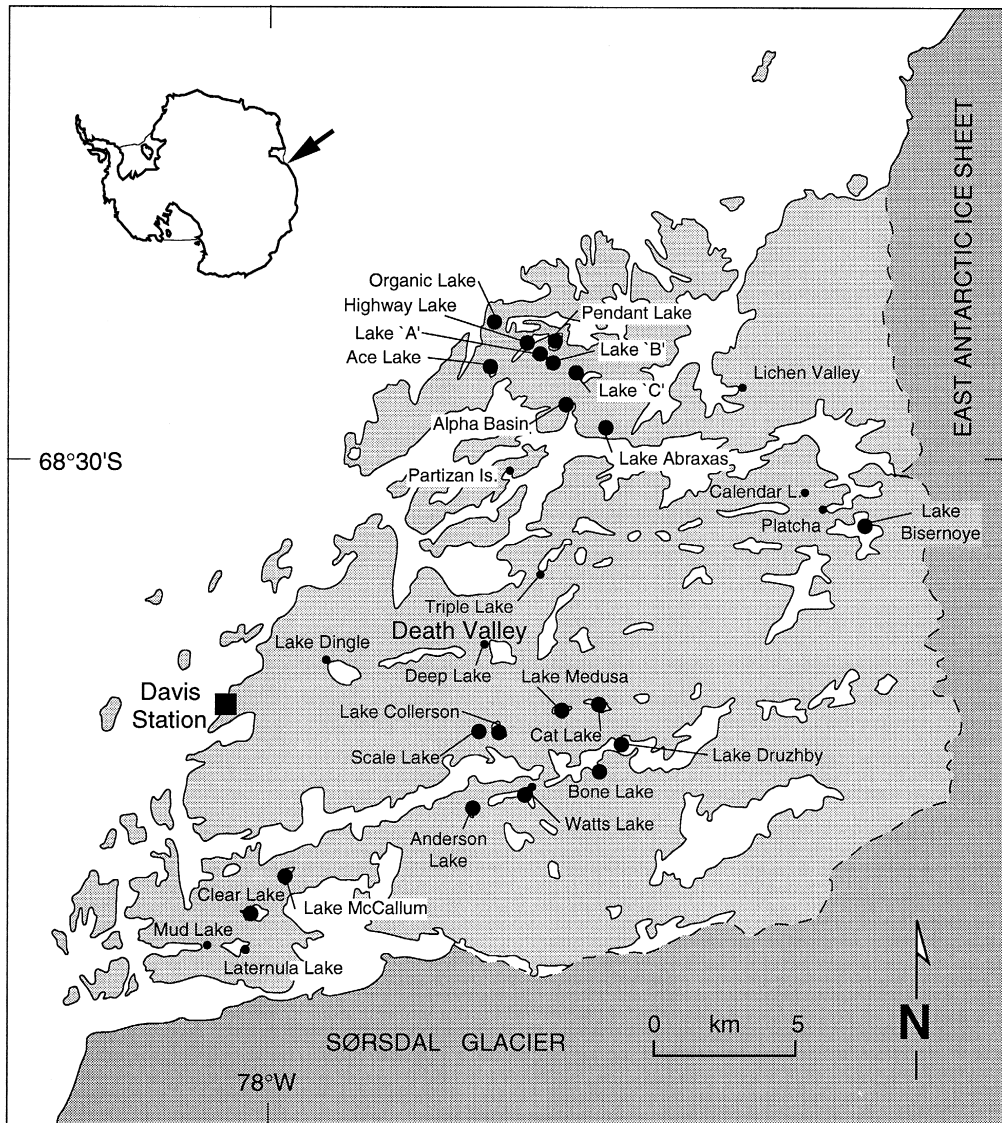 EAST ANTARCTIC ICE SHEET
Organic Lake
Highway Lake
Pendant Lake
Lake `A'
Lake `B'
Ace Lake
Lichen Valley
Lake `C'
Alpha Basin
68°30'S
Lake Abraxas
Partizan Is.
Calendar L.
Platcha
Lake
Bisernoye
Triple Lake
Death Valley
Lake Dingle
Deep Lake
Lake Medusa
Davis
Station
Lake Collerson
Cat Lake
Scale Lake
Lake Druzhby
Bone Lake
Watts Lake
Anderson
Lake
Clear Lake
Lake McCallum
Mud Lake
Laternula Lake
SØRSDAL GLACIER
0 km 5
N
78°W